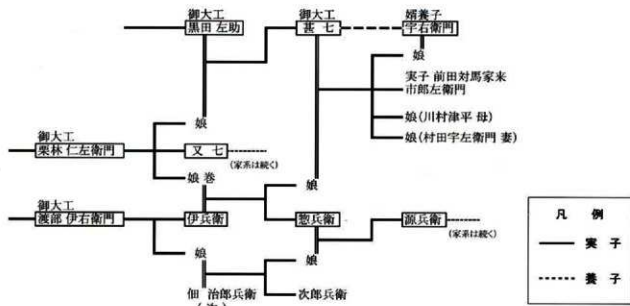 御大工 御大工 婿養子
黒田 左助 甚七 宇右衛門
娘
実子 前田対馬家来
市郎左衛門
娘(川村津平 母)
娘(村田宇左衛門 妻)
娘
御大工
栗林 仁左衛門 又七
(家系は続く)
娘 巻 娘
御大工
渡部 伊右衛門 伊兵衛 惣兵衛 源兵衛
(家系は続く)
娘 娘
佃 治郎兵衛 次郎兵衛
凡例
実子
養子